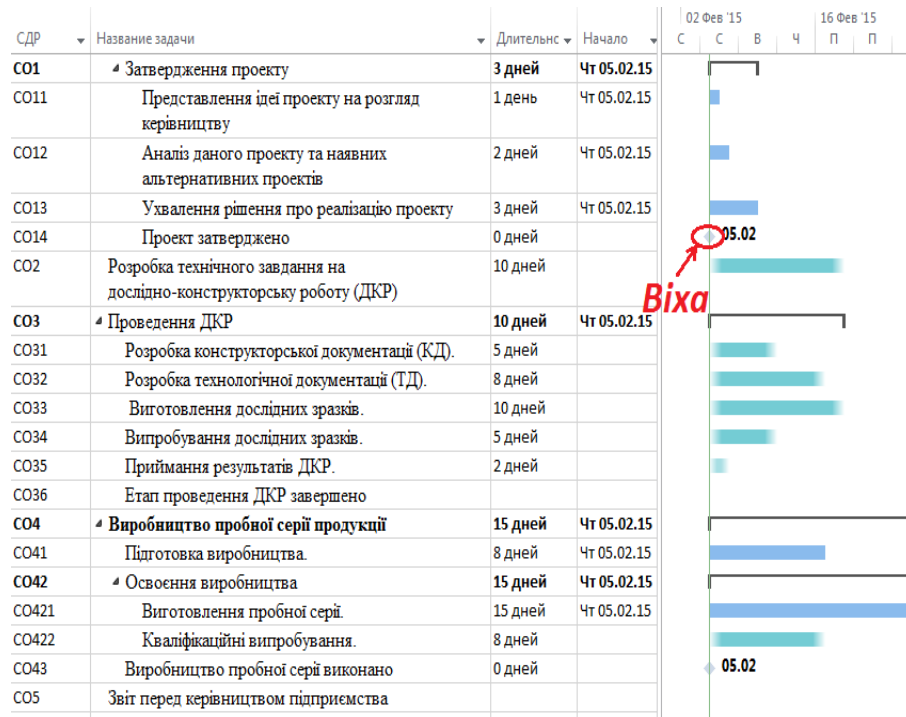 02 Фев '15 16 Фев '15
СДР Название задачи Длительнс Начало С С В Ч П П
СО1 Затвердження проекту 3 дней Чт 05.02.15
СО11 Представлення ідеї проекту на розгляд 1 день Чт 05.02.15
керівництву
СО12 Аналіз даного проекту та наявних 2 дней Чт 05.02.15
альтернативних проектів
СО13 Ухвалення рішення про реалізацію проекту 3 дней Чт 05.02.15
СО14 Проект затверджено 0 дней 05.02
СО2 Розробка технічного завдання на 10 дней
дослідно-конструкторську роботу (ДКР)
Віха
СО3 Проведення ДКР 10 дней Чт 05.02.15
СО31 Розробка конструкторської документації (КД). 5 дней
СО32 Розробка технологічної документації (ТД). 8 дней
СО33 Виготовлення дослідних зразків. 10 дней
СО34 Випробування дослідних зразків. 5 дней
СО35 Приймання результатів ДКР. 2 дней
СО36 Етап проведення ДКР завершено
СО4 Виробництво пробної серії продукції 15 дней Чт 05.02.15
СО41 Підготовка виробництва. 8 дней Чт 05.02.15
СО42 Освоєння виробництва 15 дней Чт 05.02.15
СО421 Виготовлення пробної серії. 15 дней Чт 05.02.15
СО422 Кваліфікаційні випробування. 8 дней
СО43 Виробництво пробної серії виконано 0 дней 05.02
СО5 Звіт перед керівництвом підприємства